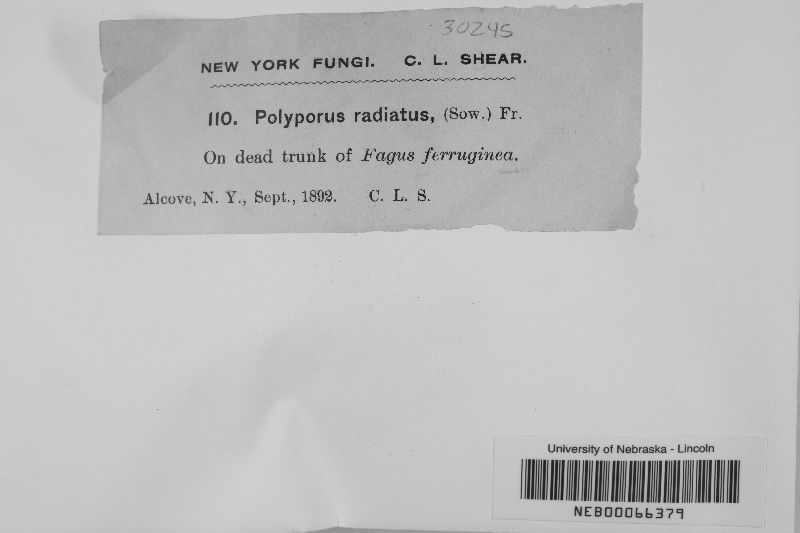 30245
NEW YORK FUNGI. C. L. SHEAR.
110. Polyporus radiatus, (Sow.) Fr.
On dead trunk of Fagus ferruginea.
Alcove, N. Y., Sept., 1892. C. L. S.
University of Nebraska - Lincoln
NEB00066379